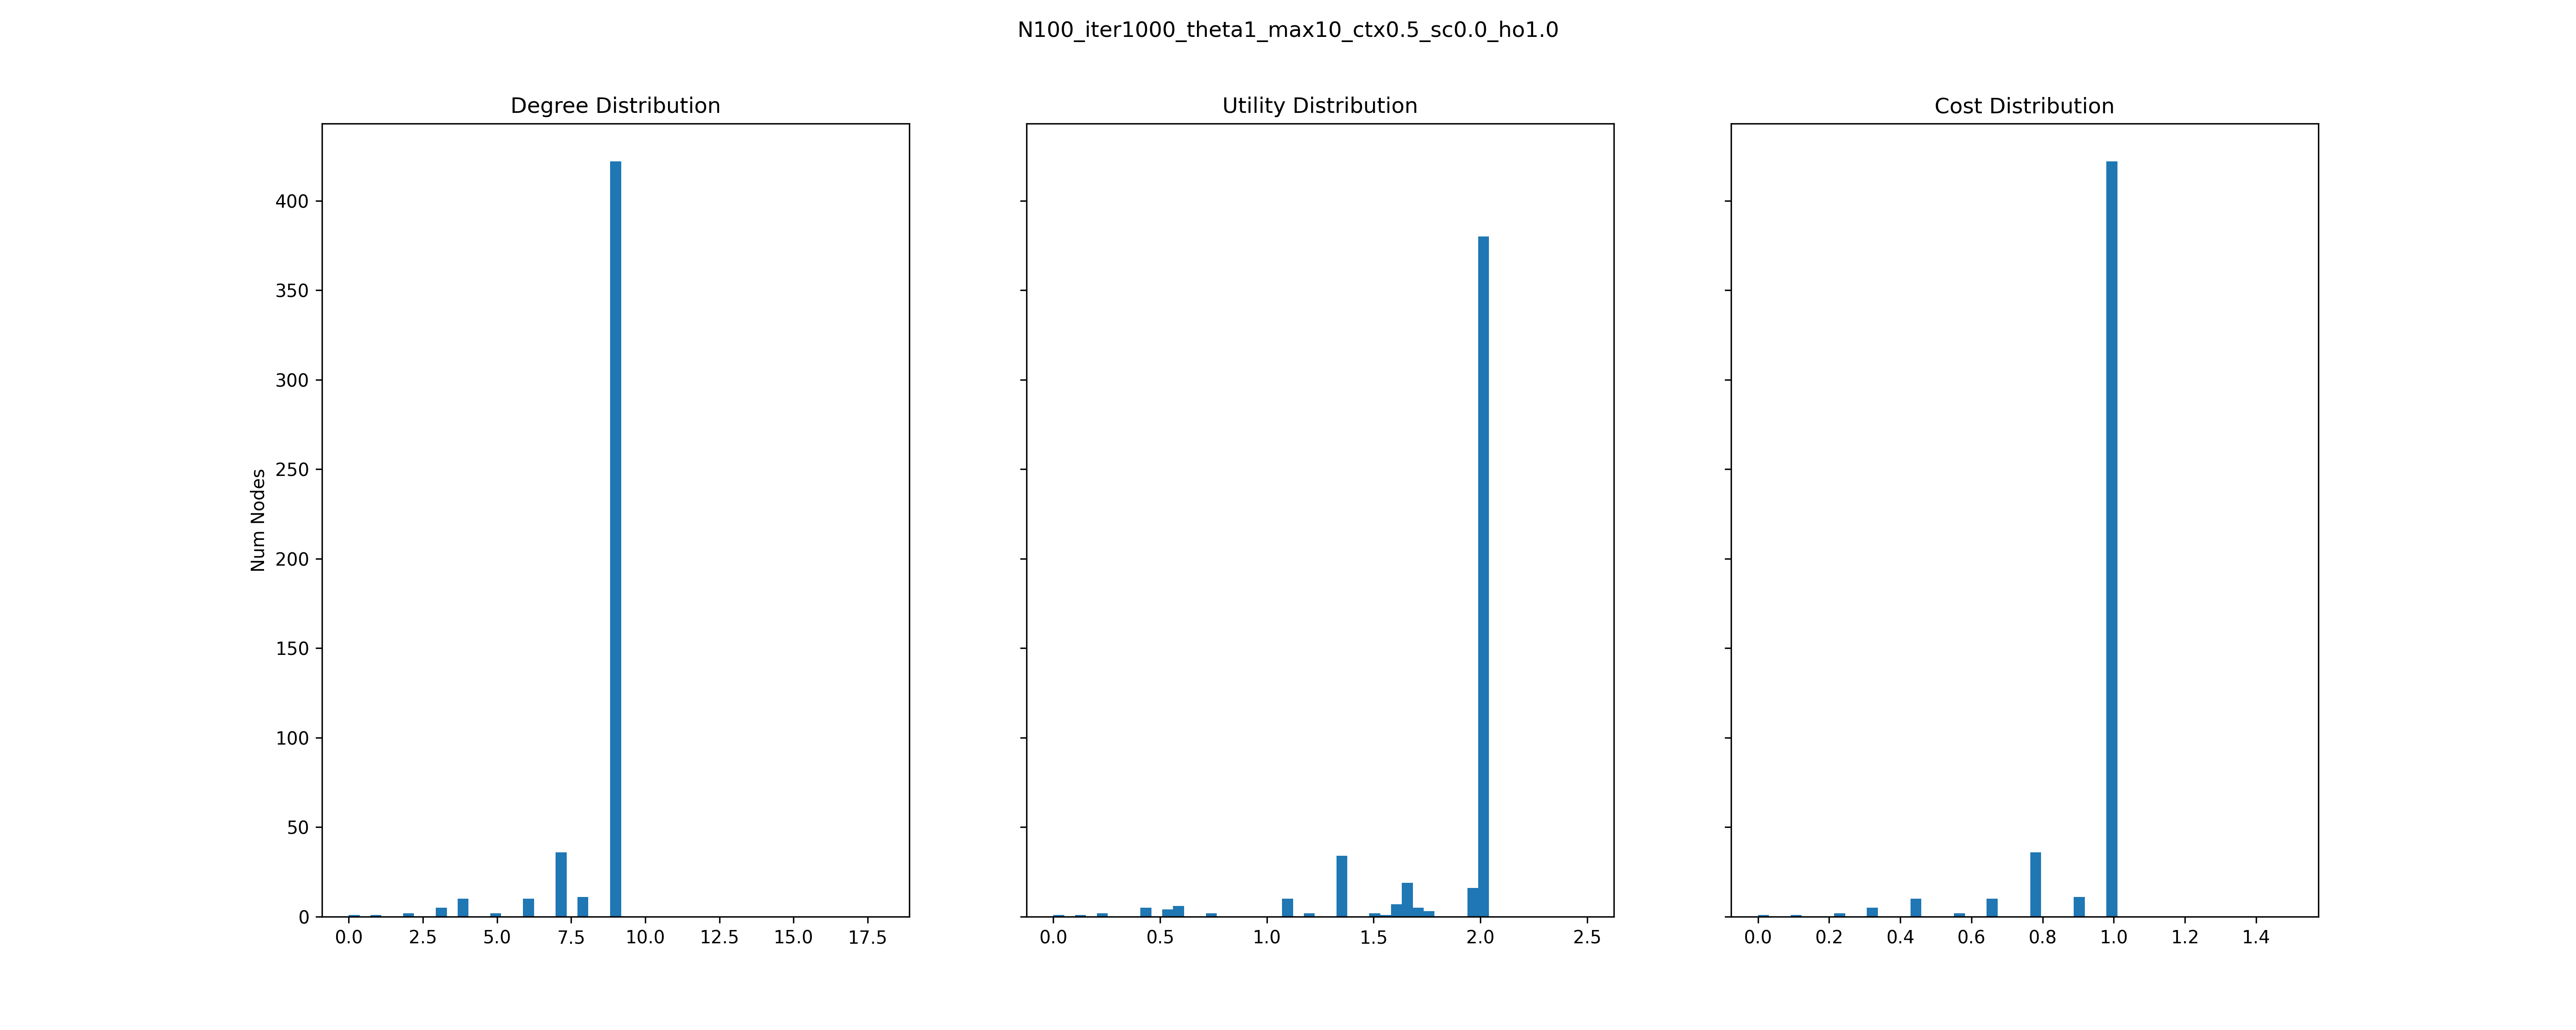 N100_iter1000_theta1_max10_ctx0.5_sc0.0_ho1.0
Degree Distribution
Utility Distribution
Cost Distribution
Num Nodes
400
350
300
250
200
150
100
50
0
0.0 2.5 5.0 7.5 10.0 12.5 15.0 17.5
0.0 0.5 1.0 1.5 2.0 2.5
0.0 0.2 0.4 0.6 0.8 1.0 1.2 1.4